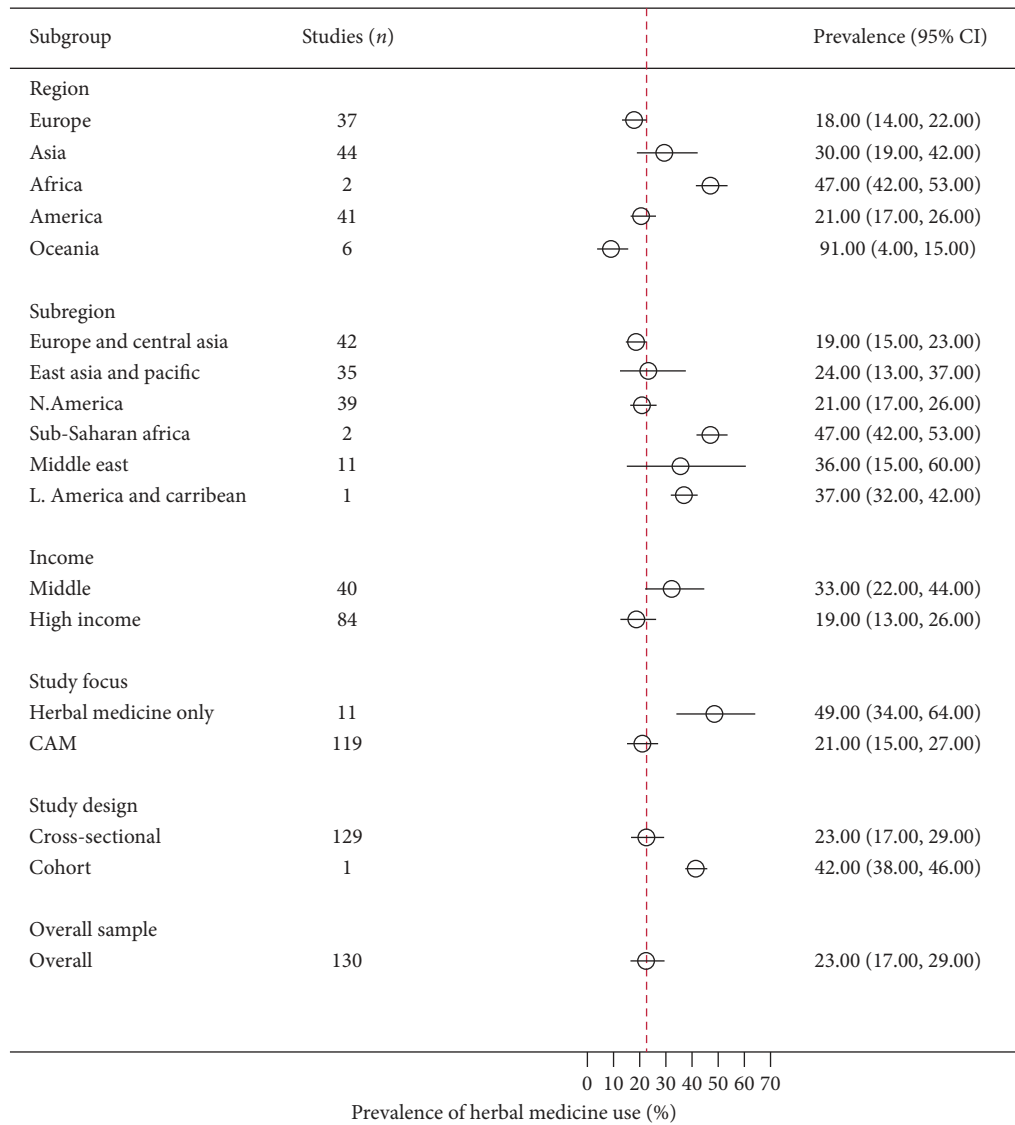 Subgroup Studies (n) Prevalence (95% CI)
Region
Europe 37 18.00 (14.00, 22.00)
Asia 44 30.00 (19.00, 42.00)
Africa 2 47.00 (42.00, 53.00)
America 41 21.00 (17.00, 26.00)
Oceania 6 91.00 (4.00, 15.00)
Subregion
Europe and central asia 42 19.00 (15.00, 23.00)
East asia and pacific 35 24.00 (13.00, 37.00)
N.America 39 21.00 (17.00, 26.00)
Sub-Saharan africa 2 47.00 (42.00, 53.00)
Middle east 11 36.00 (15.00, 60.00)
L. America and carribean 1 37.00 (32.00, 42.00)
Income
Middle 40 33.00 (22.00, 44.00)
High income 84 19.00 (13.00, 26.00)
Study focus
Herbal medicine only 11 49.00 (34.00, 64.00)
CAM 119 21.00 (15.00, 27.00)
Study design
Cross-sectional 129 23.00 (17.00, 29.00)
Cohort 1 42.00 (38.00, 46.00)
Overall sample
Overall 130 23.00 (17.00, 29.00)
0 10 20 30 40 50 60 70
Prevalence of herbal medicine use (%)